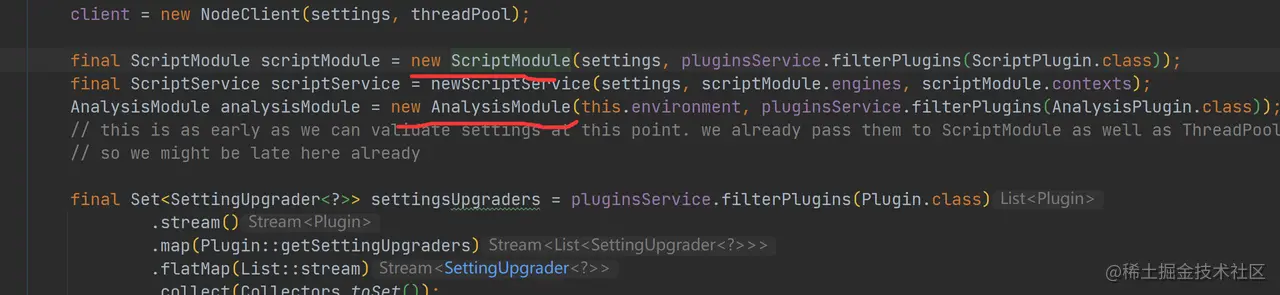 client = new NodeClient(settings, threadPool);
final ScriptModule scriptModule = new ScriptModule(settings, pluginsService.filterPlugins(ScriptPlugin.class));
final ScriptService scriptService = newScriptService(settings, scriptModule.engines, scriptModule.contexts);
AnalysisModule analysisModule = new AnalysisModule(this.environment, pluginsService.filterPlugins(AnalysisPlugin.class));
// this is as early as we can validate settings at this point. we already pass them to ScriptModule as well as ThreadPool
// so we might be late here already
final Set<SettingUpgrader<?>> settingsUpgraders = pluginsService.filterPlugins(Plugin.class) List<Plugin>
.stream() Stream<Plugin>
.map(Plugin::getSettingUpgraders) Stream<List<SettingUpgrader<?>>>
.flatMap(List::stream) Stream<SettingUpgrader<?>>
.collect(Collectors.toSet());
@稀土掘金技术社区